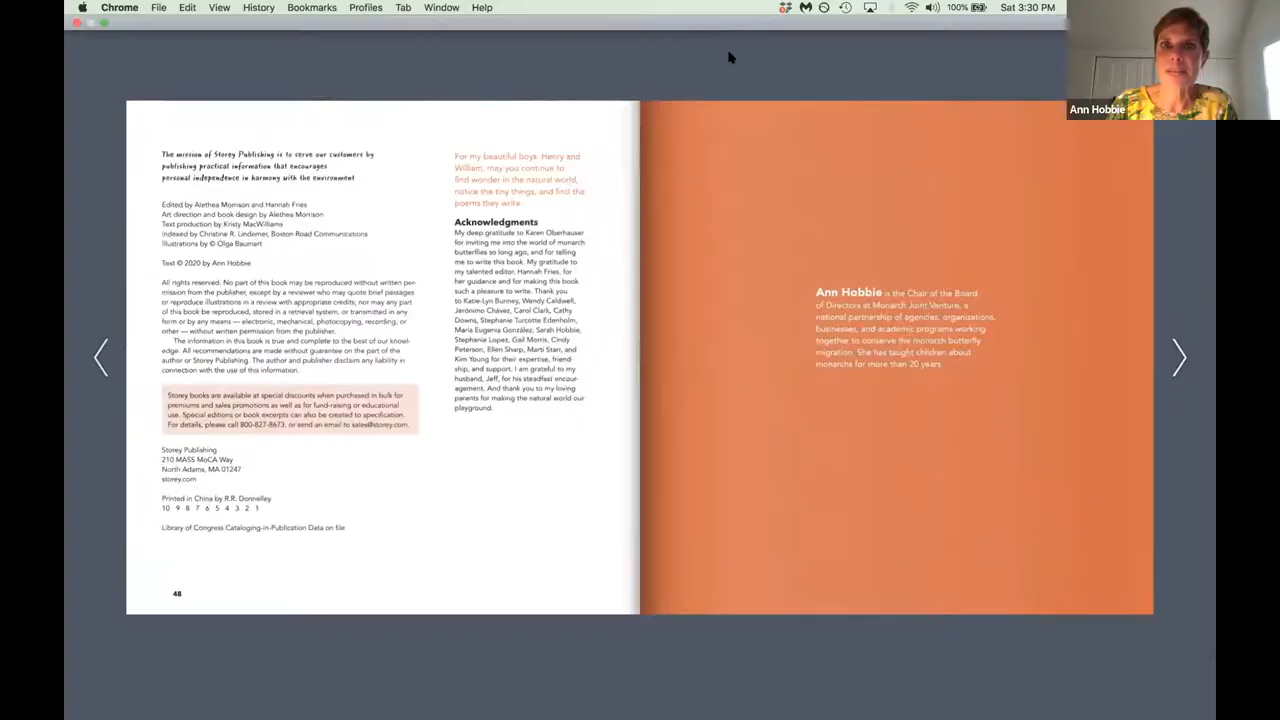 Chrome File Edit View History Bookmarks Profiles Tab Window Help 100% Sat 3:30 PM
Ann Hobbie
The mission of Storey Publishing is to serve our customers by
publishing practical information that encourages
personal independence in harmony with the environment
Edited by Alethea Morrison and Hannah Fries
Art direction and book design by Alethea Morrison
Text production by Kristy MacWilliams
Indexed by Christine R. Lindemer, Boston Road Communications
Illustrations by © Olga Baumert
Text © 2020 by Ann Hobbie
All rights reserved. No part of this book may be reproduced without written per-
mission from the publisher, except by a reviewer who may quote brief passages
or reproduce illustrations in a review with appropriate credits; nor may any part
of this book be reproduced, stored in a retrieval system, or transmitted in any
form or by any means — electronic, mechanical, photocopying, recording, or
other — without written permission from the publisher.
The information in this book is true and complete to the best of our knowl-
edge. All recommendations are made without guarantee on the part of the
author or Storey Publishing. The author and publisher disclaim any liability in
connection with the use of this information.
Storey books are available at special discounts when purchased in bulk for
premiums and sales promotions as well as for fund-raising or educational
use. Special editions or book excerpts can also be created to specification.
For details, please call 800-827-8673, or send an email to sales@storey.com.
Storey Publishing
210 MASS MoCA Way
North Adams, MA 01247
storey.com
Printed in China by R.R. Donnelley
10 9 8 7 6 5 4 3 2 1
Library of Congress Cataloging-in-Publication Data on file
48
For my beautiful boys. Henry and
William, may you continue to
find wonder in the natural world,
notice the tiny things, and find the
poems they write.
Acknowledgments
My deep gratitude to Karen Oberhauser
for inviting me into the world of monarch
butterflies so long ago, and for telling
me to write this book. My gratitude to
my talented editor, Hannah Fries, for
her guidance and for making this book
such a pleasure to write. Thank you
to Katie-Lyn Bunney, Wendy Caldwell,
Jerónimo Chávez, Carol Clark, Cathy
Downs, Stephanie Turcotte Edenholm,
Maria Eugenia González, Sarah Hobbie,
Stephanie Lopez, Gail Morris, Cindy
Peterson, Ellen Sharp, Marti Starr, and
Kim Young for their expertise, friend-
ship, and support. I am grateful to my
husband, Jeff, for his steadfast encour-
agement. And thank you to my loving
parents for making the natural world our
playground.
Ann Hobbie is the Chair of the Board
of Directors at Monarch Joint Venture, a
national partnership of agencies, organizations,
businesses, and academic programs working
together to conserve the monarch butterfly
migration. She has taught children about
monarchs for more than 20 years.